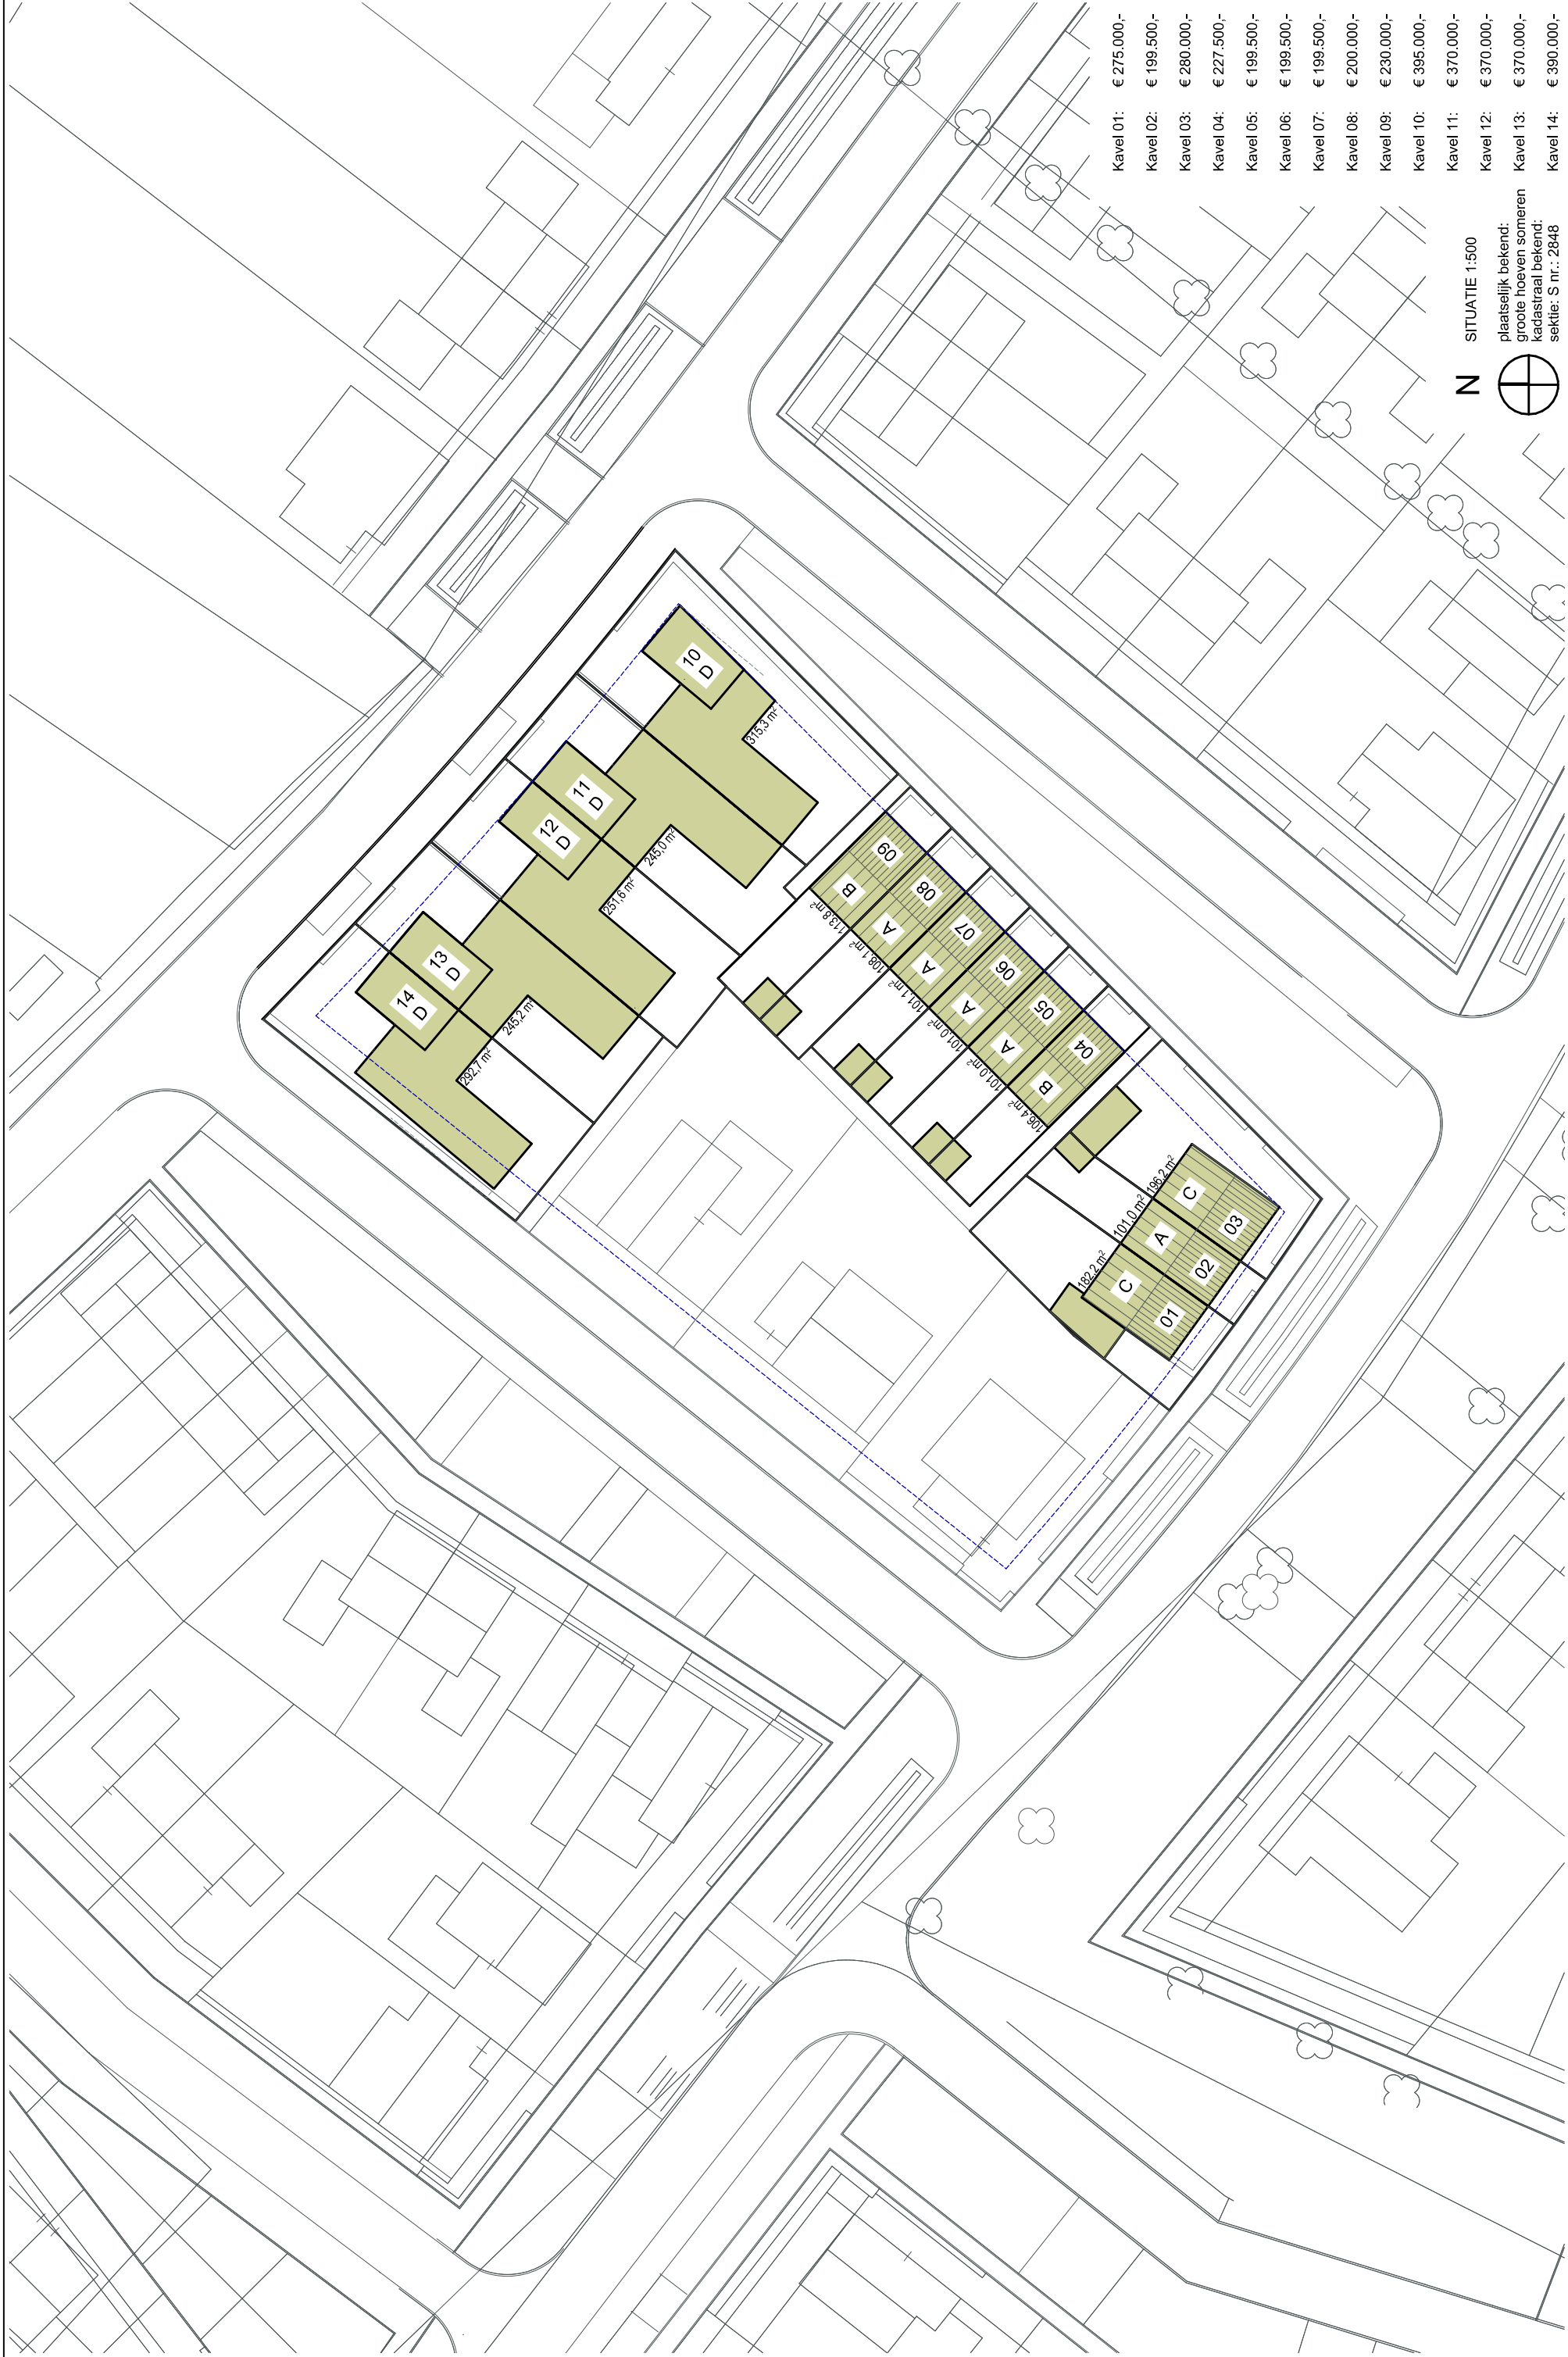 Kavel 01: € 275.000,-
Kavel 02: € 199.500,-
Kavel 03: € 280.000,-
Kavel 04: € 227.500,-
Kavel 05: € 199.500,-
Kavel 06: € 199.500,-
Kavel 07: € 199.500,-
Kavel 08: € 200.000,-
Kavel 09: € 230.000,-
Kavel 10: € 395.000,-
Kavel 11: € 370.000,-
Kavel 12: € 370.000,-
Kavel 13: € 370.000,-
Kavel 14: € 390.000,-
SITUATIE 1:500
plaatselijk bekend:
groote hoeven someren
kadastraal bekend:
sektie: S nr.: 2848
N
10
D
315,3 m²
11
D
245,0 m²
12
D
251,6 m²
13
D
245,2 m²
14
D
292,7 m²
09
B
113,8 m²
08
A
108,1 m²
07
A
101,1 m²
06
A
101,0 m²
05
A
101,0 m²
04
B
106,4 m²
196,2 m²
C
03
101,0 m²
A
02
182,2 m²
C
01